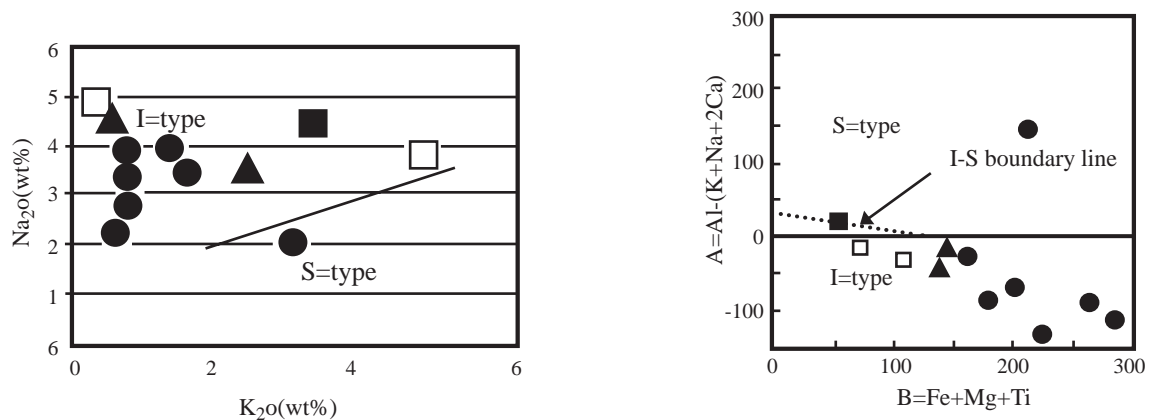 6
5
4
3
2
1
6
0
2
4
6
Na₂o(wt%)
K₂o(wt%)
I=type
S=type
300
200
100
0
-100
0
100
200
300
A=Al-(K+Na+2Ca)
B=Fe+Mg+Ti
S=type
I-S boundary line
I=type